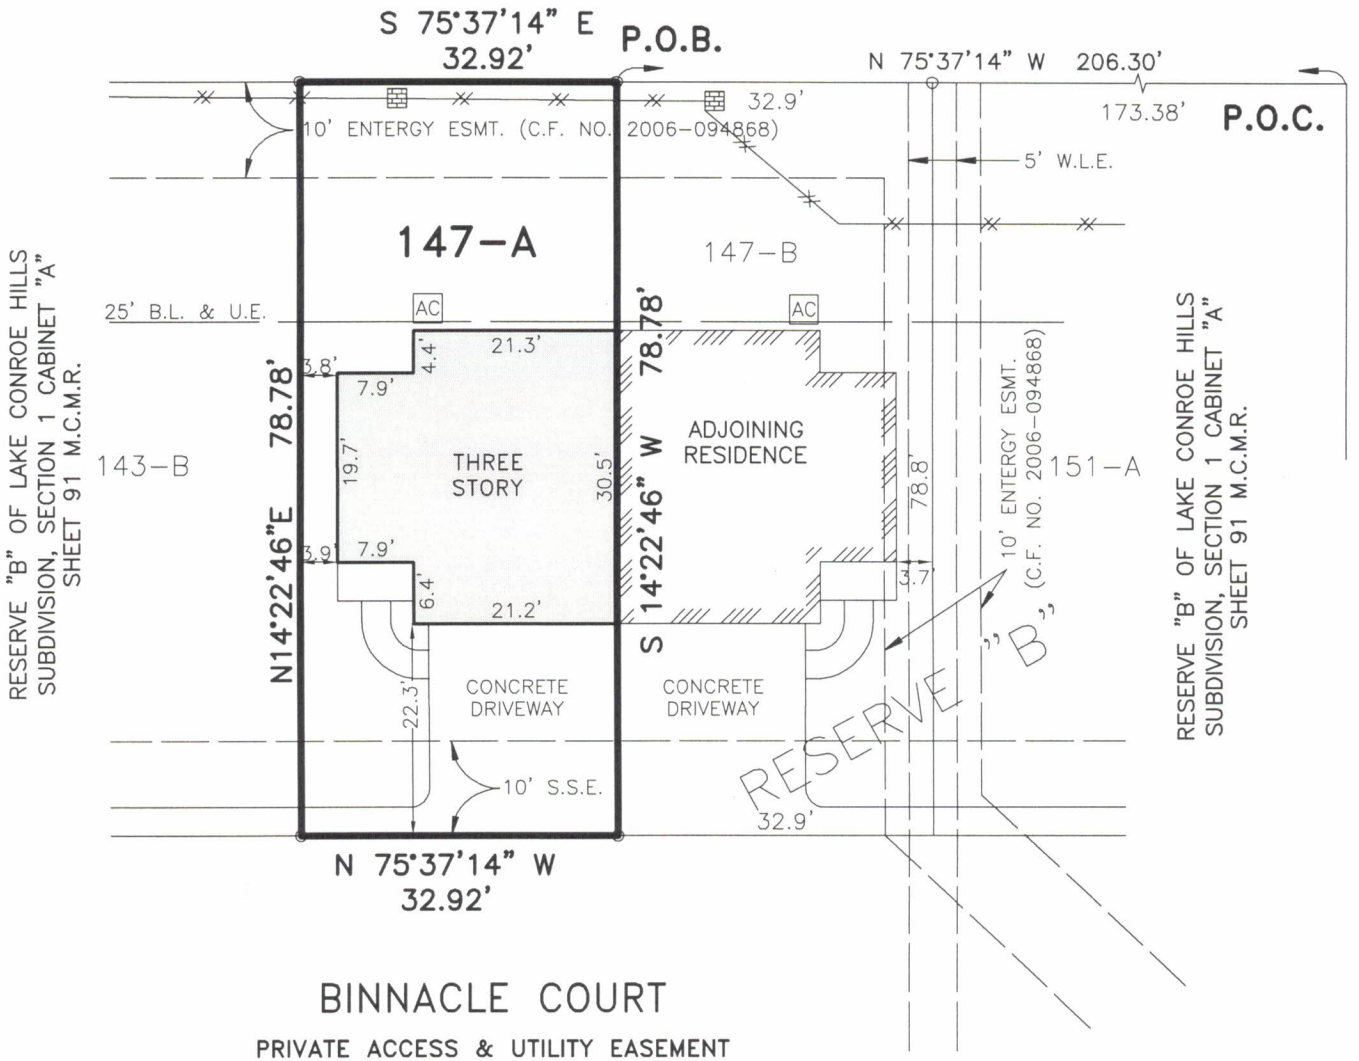 S 75°37'14" E
32.92'
P.O.B.
N 75°37'14" W 206.30'
173.38'
P.O.C.
32.9'
10' ENTERGY ESMT. (C.F. NO. 2006-094868)
5' W.L.E.
147-A
147-B
25' B.L. & U.E.
AC
AC
RESERVE "B" OF LAKE CONROE HILLS
SUBDIVISION, SECTION 1 CABINET "A"
SHEET 91 M.C.M.R.
143-B
N14°22'46"E 78.78'
3.8'
7.9'
4.4'
21.3'
19.7'
THREE
STORY
30.5'
3.9'
7.9'
6.4'
21.2'
S 14°22'46" W 78.78'
ADJOINING
RESIDENCE
78.8'
3.7'
10' ENTERGY ESMT.
(C.F. NO. 2006-094868)
151-A
RESERVE "B" OF LAKE CONROE HILLS
SUBDIVISION, SECTION 1 CABINET "A"
SHEET 91 M.C.M.R.
22.3'
CONCRETE
DRIVEWAY
CONCRETE
DRIVEWAY
RESERVE "B"
10' S.S.E.
32.9'
N 75°37'14" W
32.92'
BINNACLE COURT
PRIVATE ACCESS & UTILITY EASEMENT